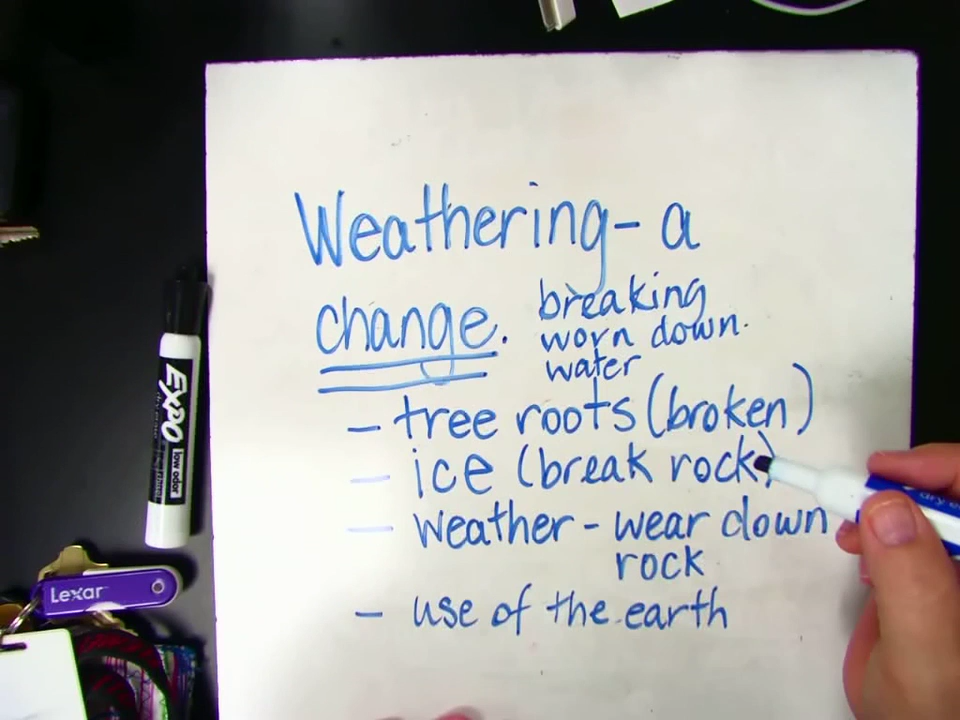 Weathering - a
change.
breaking
worn down.
water
- tree roots (broken)
- ice (break rock)
- weather - wear down
rock
- use of the earth
EXPO
low odor
Lexar